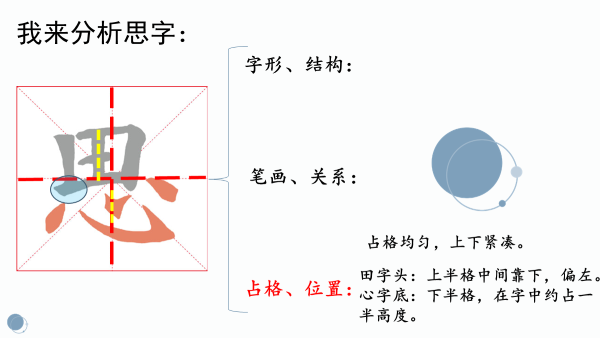 我来分析思字：
字形、结构：
思
笔画、关系：
占格均匀，上下紧凑。
占格、位置：
田字头：上半格中间靠下，偏左。
心字底：下半格，在字中约占一
半高度。